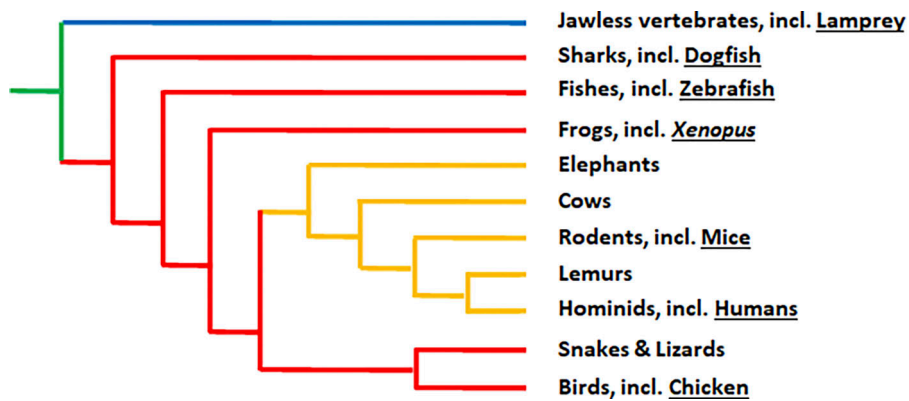 Jawless vertebrates, incl. Lamprey
Sharks, incl. Dogfish
Fishes, incl. Zebrafish
Frogs, incl. Xenopus
Elephants
Cows
Rodents, incl. Mice
Lemurs
Hominids, incl. Humans
Snakes & Lizards
Birds, incl. Chicken